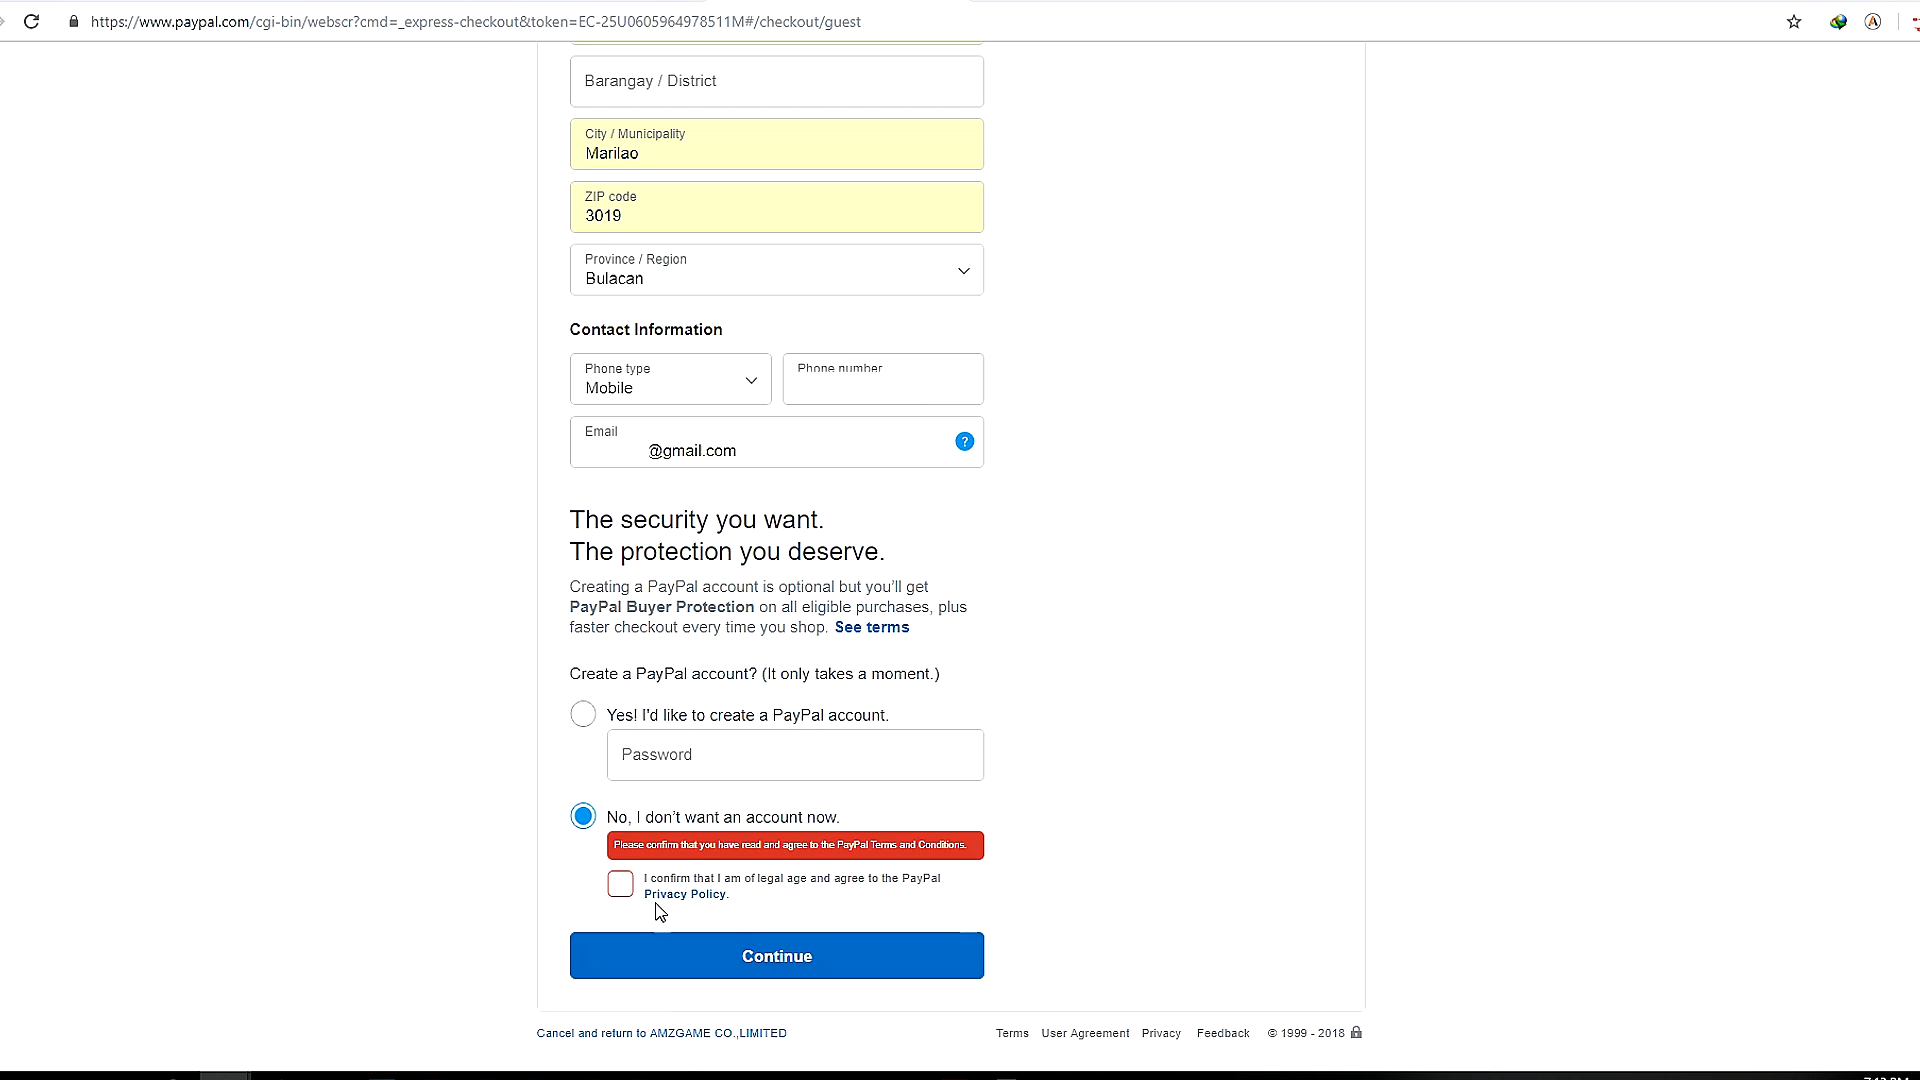 https://www.paypal.com/cgi-bin/webscr?cmd=_express-checkout&token=EC-25U0605964978511M#/checkout/guest
Barangay / District
City / Municipality
Marilao
ZIP code
3019
Province / Region
Bulacan
Contact Information
Phone type
Mobile
Phone number
Email
@gmail.com
?
The security you want.
The protection you deserve.
Creating a PayPal account is optional but you’ll get
PayPal Buyer Protection on all eligible purchases, plus
faster checkout every time you shop. See terms
Create a PayPal account? (It only takes a moment.)
Yes! I'd like to create a PayPal account.
Password
No, I don’t want an account now.
Please confirm that you have read and agree to the PayPal Terms and Conditions.
I confirm that I am of legal age and agree to the PayPal
Privacy Policy.
Continue
Cancel and return to AMZGAME CO.,LIMITED
Terms User Agreement Privacy Feedback © 1999 - 2018